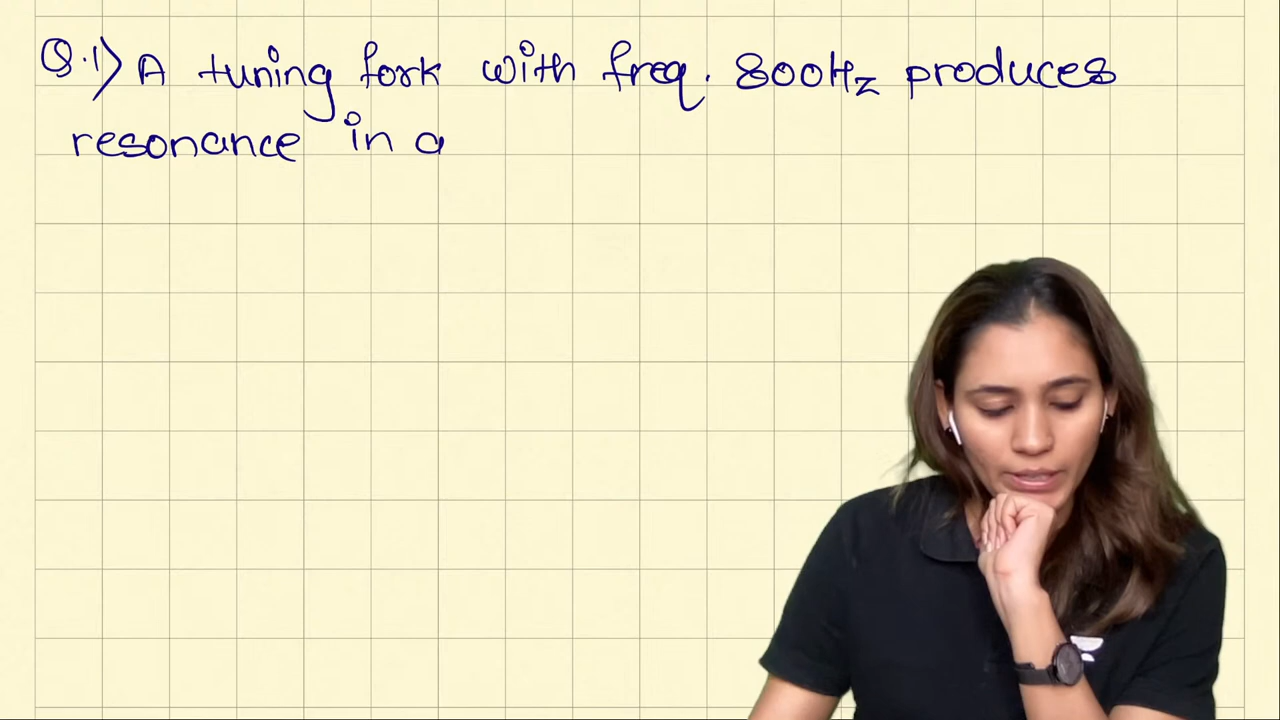 Q.1) A tuning fork with freq. 800Hz produces
resonance in a